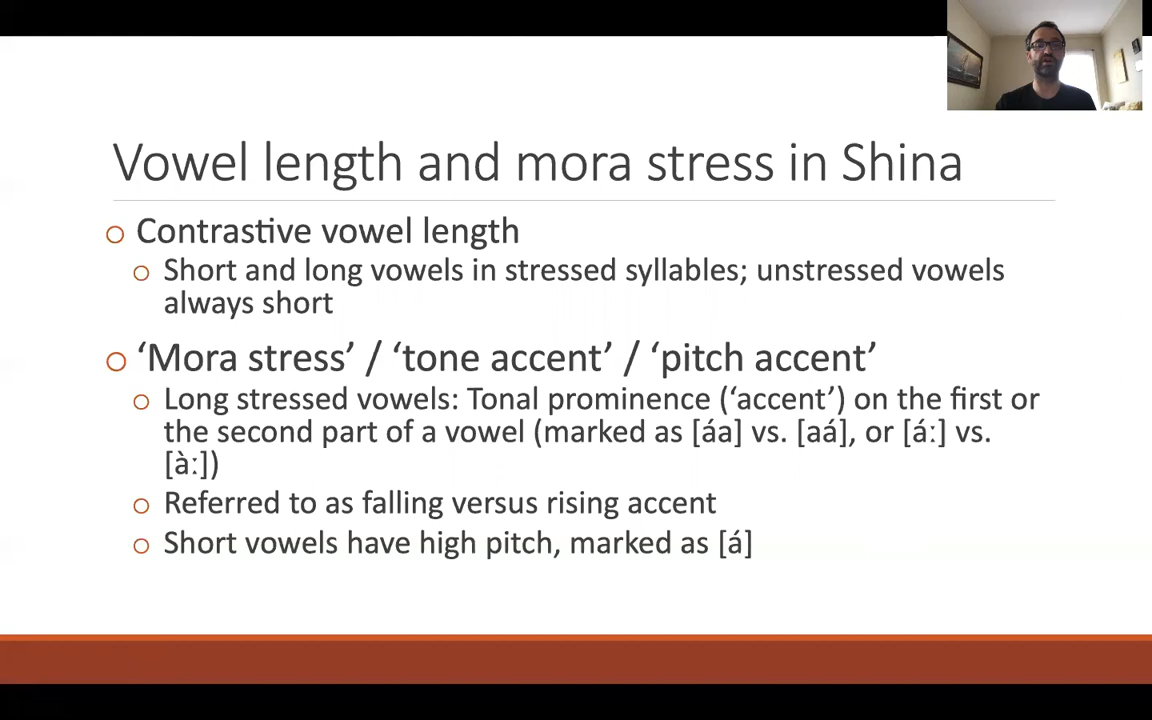 Vowel length and mora stress in Shina
o Contrastive vowel length
o Short and long vowels in stressed syllables; unstressed vowels
always short
o ‘Mora stress’ / ‘tone accent’ / ‘pitch accent’
o Long stressed vowels: Tonal prominence (‘accent’) on the first or
the second part of a vowel (marked as [áa] vs. [aá], or [áː] vs.
[àː])
o Referred to as falling versus rising accent
o Short vowels have high pitch, marked as [á]